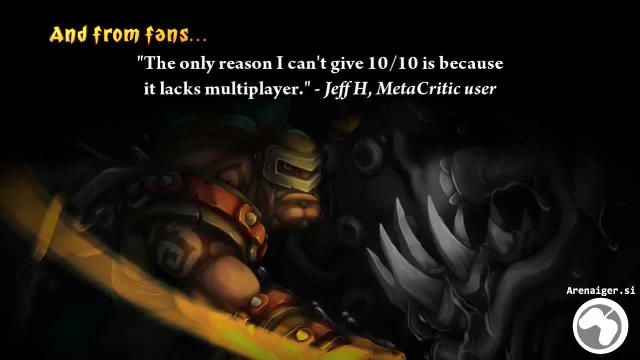 And from fans...
"The only reason I can't give 10/10 is because
it lacks multiplayer." - Jeff H, MetaCritic user
Arenaiger.si